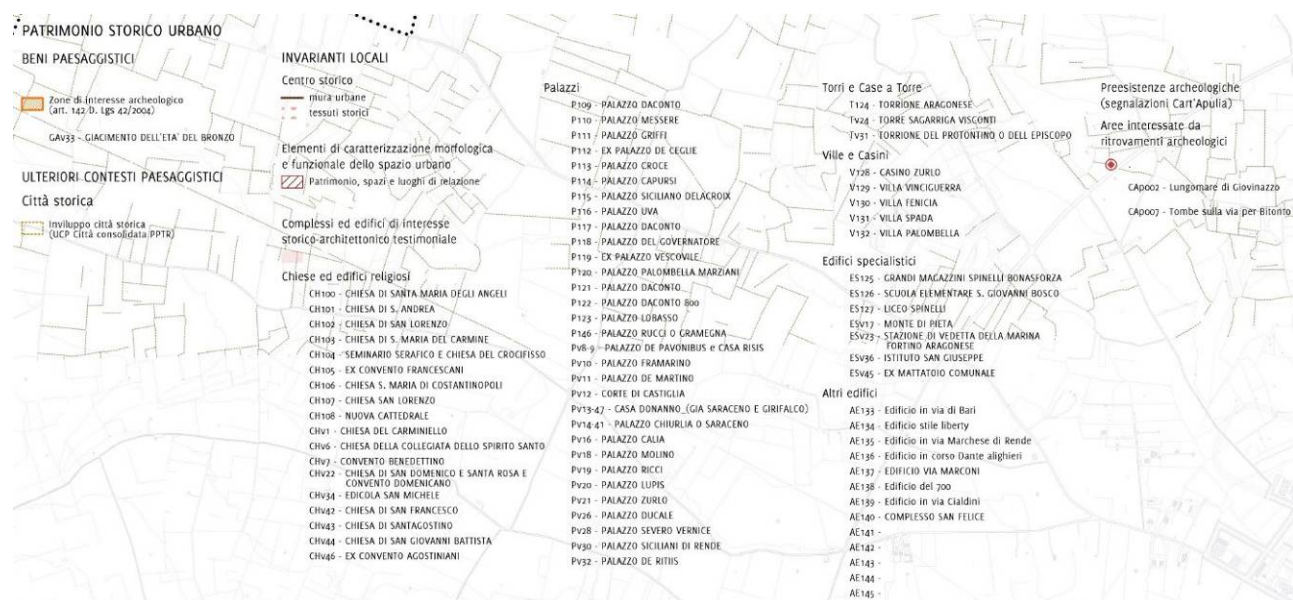 PATRIMONIO STORICO URBANO
BENI PAESAGGISTICI
Zone di interesse archeologico
(art. 142 D. Lgs 42/2004)
GAv33 - GIACIMENTO DELL'ETA' DEL BRONZO
ULTERIORI CONTESTI PAESAGGISTICI
Città storica
Inviluppo città storica
(UCP Città consolidata PPTR)
INVARIANTI LOCALI
Centro storico
mura urbane
tessuti storici
Elementi di caratterizzazione morfologica
e funzionale dello spazio urbano
Patrimonio, spazi e luoghi di relazione
Complessi ed edifici di interesse
storico-architettonico testimoniale
Chiese ed edifici religiosi
CH100 - CHIESA DI SANTA MARIA DEGLI ANGELI
CH101 - CHIESA DI S. ANDREA
CH102 - CHIESA DI SAN LORENZO
CH103 - CHIESA DI S. MARIA DEL CARMINE
CH104 - SEMINARIO SERAFICO E CHIESA DEL CROCIFISSO
CH105 - EX CONVENTO FRANCESCANI
CH106 - CHIESA S. MARIA DI COSTANTINOPOLI
CH107 - CHIESA SAN LORENZO
CH108 - NUOVA CATTEDRALE
CHv1 - CHIESA DEL CARMINIELLO
CHv6 - CHIESA DELLA COLLEGIATA DELLO SPIRITO SANTO
CHv7 - CONVENTO BENEDETTINO
CHv22 - CHIESA DI SAN DOMENICO E SANTA ROSA E
CONVENTO DOMENICANO
CHv34 - EDICOLA SAN MICHELE
CHv42 - CHIESA DI SAN FRANCESCO
CHv43 - CHIESA DI SANTAGOSTINO
CHv44 - CHIESA DI SAN GIOVANNI BATTISTA
CHv46 - EX CONVENTO AGOSTINIANI
Palazzi
P109 - PALAZZO DACONTO
P110 - PALAZZO MESSERE
P111 - PALAZZO GRIFFI
P112 - EX PALAZZO DE CEGLIE
P113 - PALAZZO CROCE
P114 - PALAZZO CAPURSI
P115 - PALAZZO SICILIANO DELACROIX
P116 - PALAZZO UVA
P117 - PALAZZO DACONTO
P118 - PALAZZO DEL GOVERNATORE
P119 - EX PALAZZO VESCOVILE
P120 - PALAZZO PALOMBELLA MARZIANI
P121 - PALAZZO DACONTO
P122 - PALAZZO DACONTO 800
P123 - PALAZZO LOBASSO
P146 - PALAZZO RUCCI O GRAMEGNA
Pv8-9 - PALAZZO DE PAVONIBUS e CASA RISIS
Pv10 - PALAZZO FRAMARINO
Pv11 - PALAZZO DE MARTINO
Pv12 - CORTE DI CASTIGLIA
Pv13-47 - CASA DONANNO_(GIA SARACENO E GIRIFALCO)
Pv14-41 - PALAZZO CHIURLIA O SARACENO
Pv16 - PALAZZO CALIA
Pv18 - PALAZZO MOLINO
Pv19 - PALAZZO RICCI
Pv20 - PALAZZO LUPIS
Pv21 - PALAZZO ZURLO
Pv26 - PALAZZO DUCALE
Pv28 - PALAZZO SEVERO VERNICE
Pv30 - PALAZZO SICILIANI DI RENDE
Pv32 - PALAZZO DE RITIIS
Torri e Case a Torre
T124 - TORRIONE ARAGONESE
Tv24 - TORRE SAGARRIGA VISCONTI
Tv31 - TORRIONE DEL PROTONTINO O DELL EPISCOPO
Ville e Casini
V128 - CASINO ZURLO
V129 - VILLA VINCIGUERRA
V130 - VILLA FENICIA
V131 - VILLA SPADA
V132 - VILLA PALOMBELLA
Edifici specialistici
ES125 - GRANDI MAGAZZINI SPINELLI BONASFORZA
ES126 - SCUOLA ELEMENTARE S. GIOVANNI BOSCO
ES127 - LICEO SPINELLI
ESv17 - MONTE DI PIETA
ESv23 - STAZIONE DI VEDETTA DELLA MARINA
FORTINO ARAGONESE
ESv36 - ISTITUTO SAN GIUSEPPE
ESv45 - EX MATTATOIO COMUNALE
Altri edifici
AE133 - Edificio in via di Bari
AE134 - Edificio stile liberty
AE135 - Edificio in via Marchese di Rende
AE136 - Edificio in corso Dante alighieri
AE137 - EDIFICIO VIA MARCONI
AE138 - Edificio del 700
AE139 - Edificio in via Cialdini
AE140 - COMPLESSO SAN FELICE
AE141 -
AE142 -
AE143 -
AE144 -
AE145 -
Preesistenze archeologiche
(segnalazioni Cart'Apulia)
Aree interessate da
ritrovamenti archeologici
CAp002 - Lungomare di Giovinazzo
CAp007 - Tombe sulla via per Bitonto